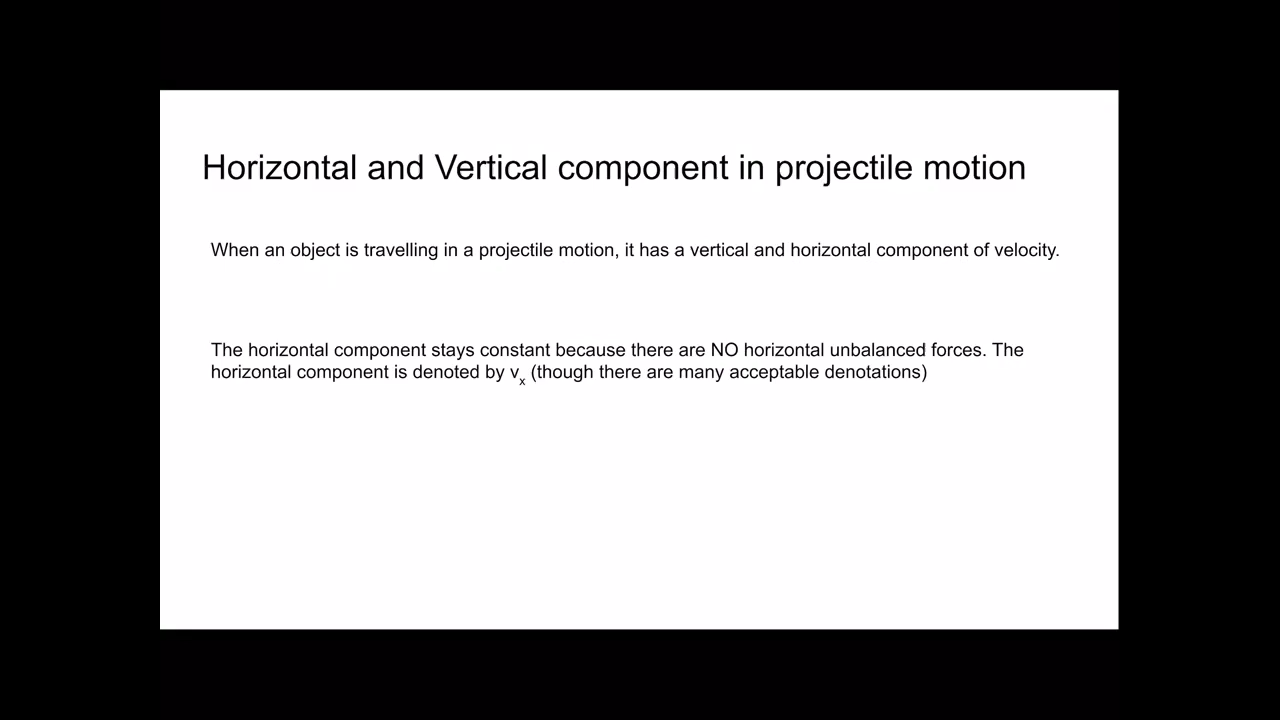 Horizontal and Vertical component in projectile motion
When an object is travelling in a projectile motion, it has a vertical and horizontal component of velocity.
The horizontal component stays constant because there are NO horizontal unbalanced forces. The
horizontal component is denoted by vₓ (though there are many acceptable denotations)